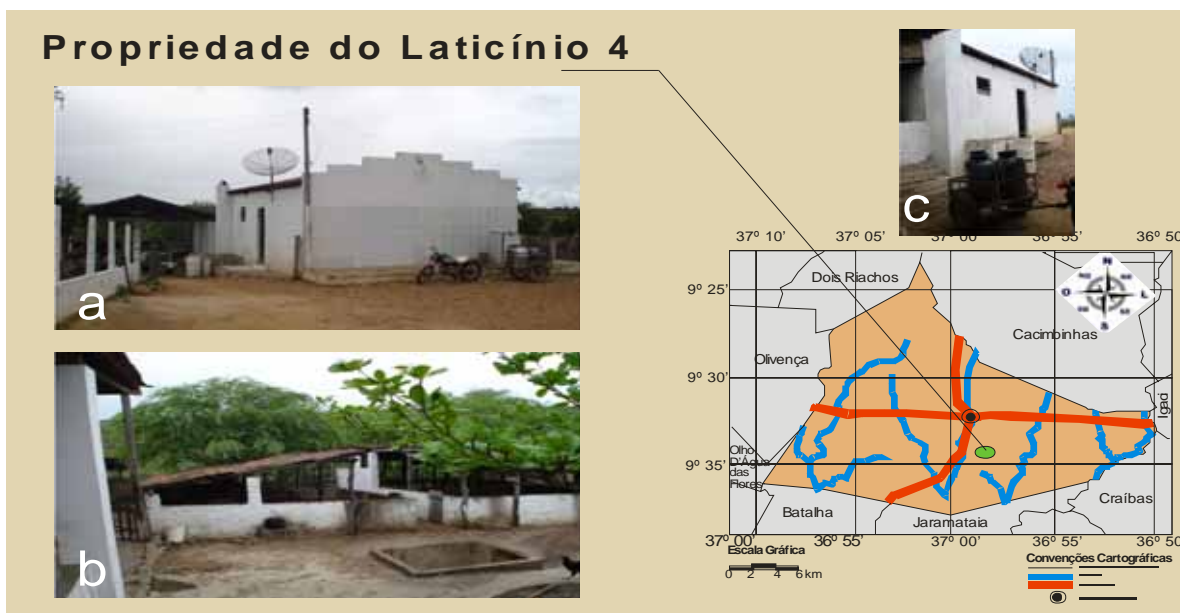 Propriedade do Laticínio 4
a
b
c
37º 10’ 37º 05’ 37º 00’ 36º 55’ 36º 50’
9º 25’
9º 30’
9º 35’
Dois Riachos
Cacimbinhas
Olivença
Igaci
Olho
D’Água
das
Flores
Batalha
Jaramataia
Craíbas
N
O L
S
37º 00’ 36º 55’ 37º 00’ 36º 55’ 36º 50’
Escala Gráfica
0 2 4 6 km
Convenções Cartográficas